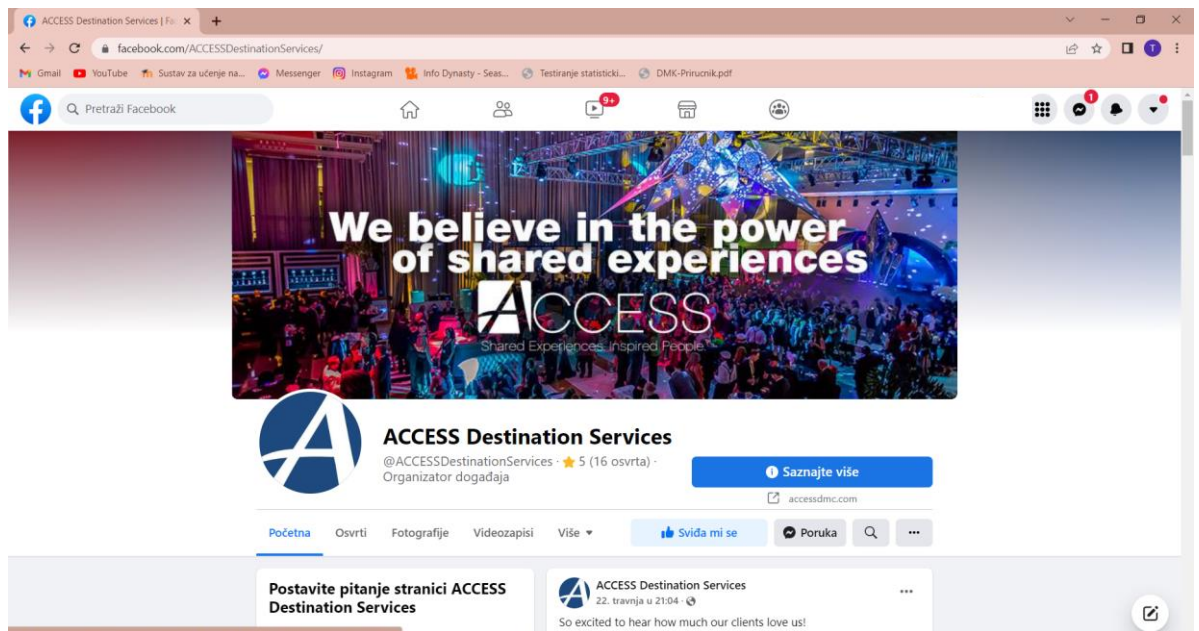 ACCESS Destination Services | Fac
facebook.com/ACCESSDestinationServices/
Gmail
YouTube
Sustav za učenje na...
Messenger
Instagram
Info Dynasty - Seas...
Testiranje statisticki...
DMK-Prirucnik.pdf
T
Pretraži Facebook
9+
1
We believe in the power
of shared experiences
ACCESS
Shared Experiences. Inspired People.™
ACCESS Destination Services
@ACCESSDestinationServices · 5 (16 osvrta) ·
Organizator događaja
Saznajte više
accessdmc.com
Početna
Osvrti
Fotografije
Videozapisi
Više
Sviđa mi se
Poruka
Postavite pitanje stranici ACCESS
Destination Services
ACCESS Destination Services
22. travnja u 21:04 ·
So excited to hear how much our clients love us!